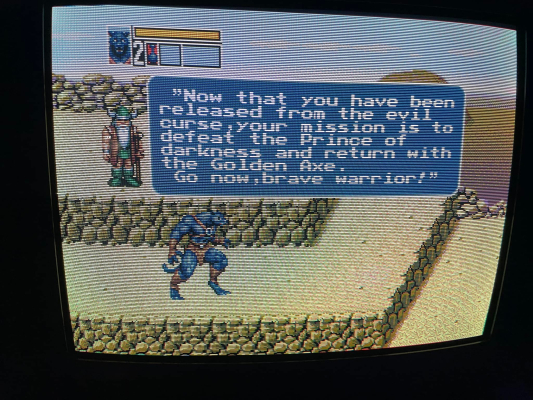 2
"Now that you have been
released from the evil
curse,your mission is to
defeat the Prince of
darkness and return with
the Golden Axe.
Go now,brave warrior!"